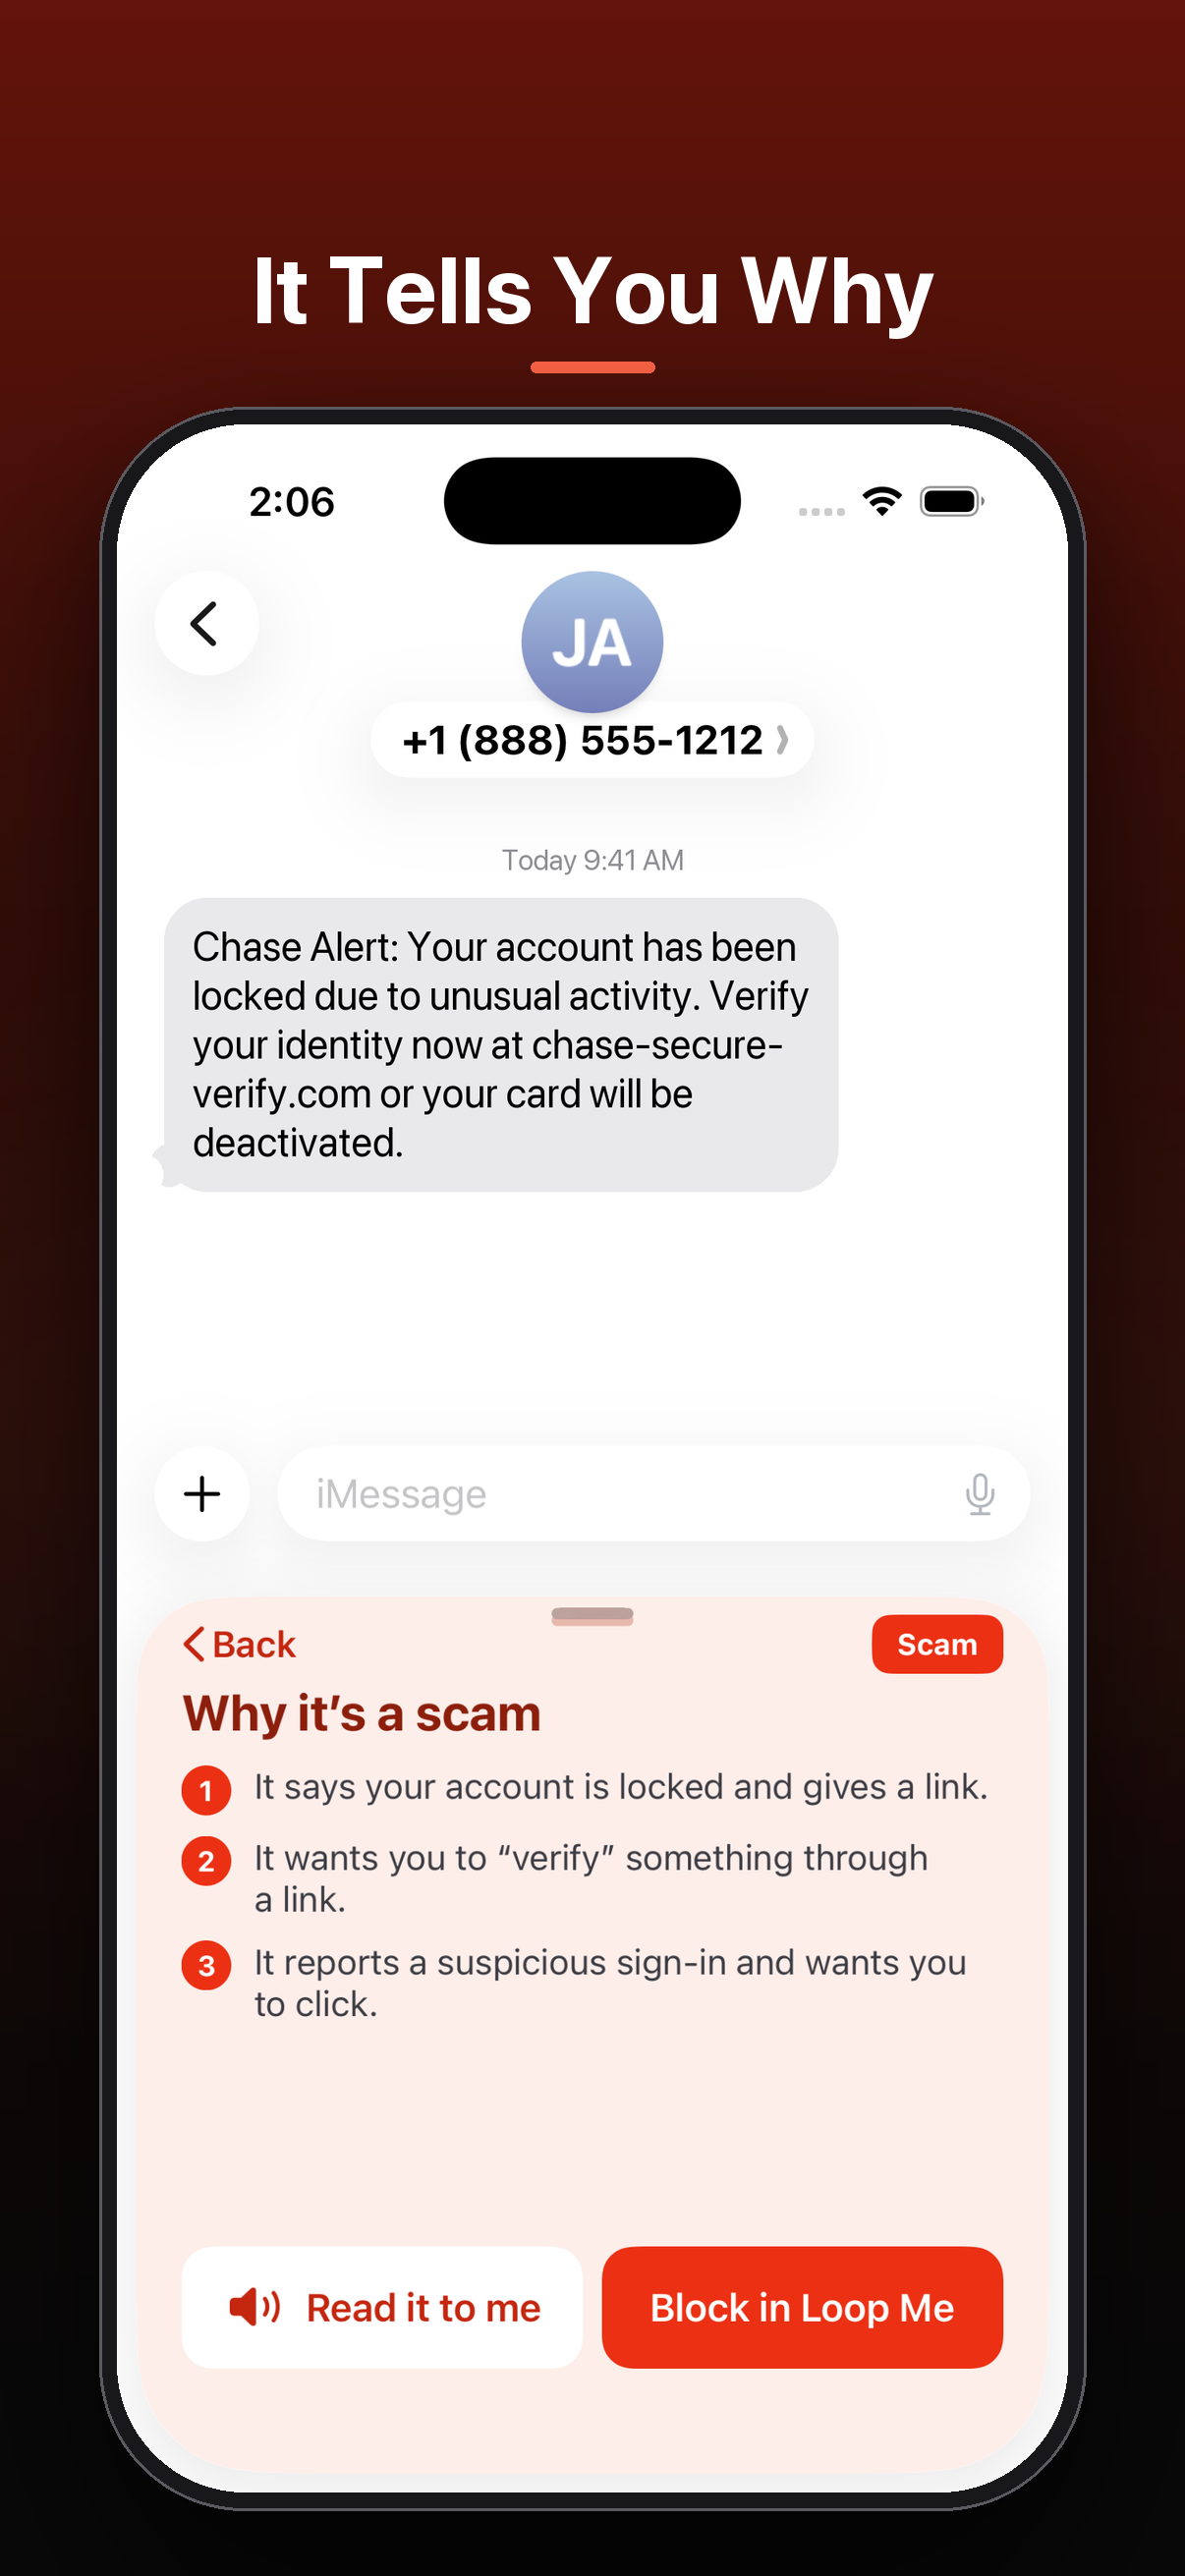 It Tells You Why
2:06
JA
+1 (888) 555-1212
Today 9:41 AM
Chase Alert: Your account has been
locked due to unusual activity. Verify
your identity now at chase-secure-
verify.com or your card will be
deactivated.
iMessage
Back
Scam
Why it’s a scam
1 It says your account is locked and gives a link.
2 It wants you to “verify” something through
a link.
3 It reports a suspicious sign-in and wants you
to click.
Read it to me
Block in Loop Me